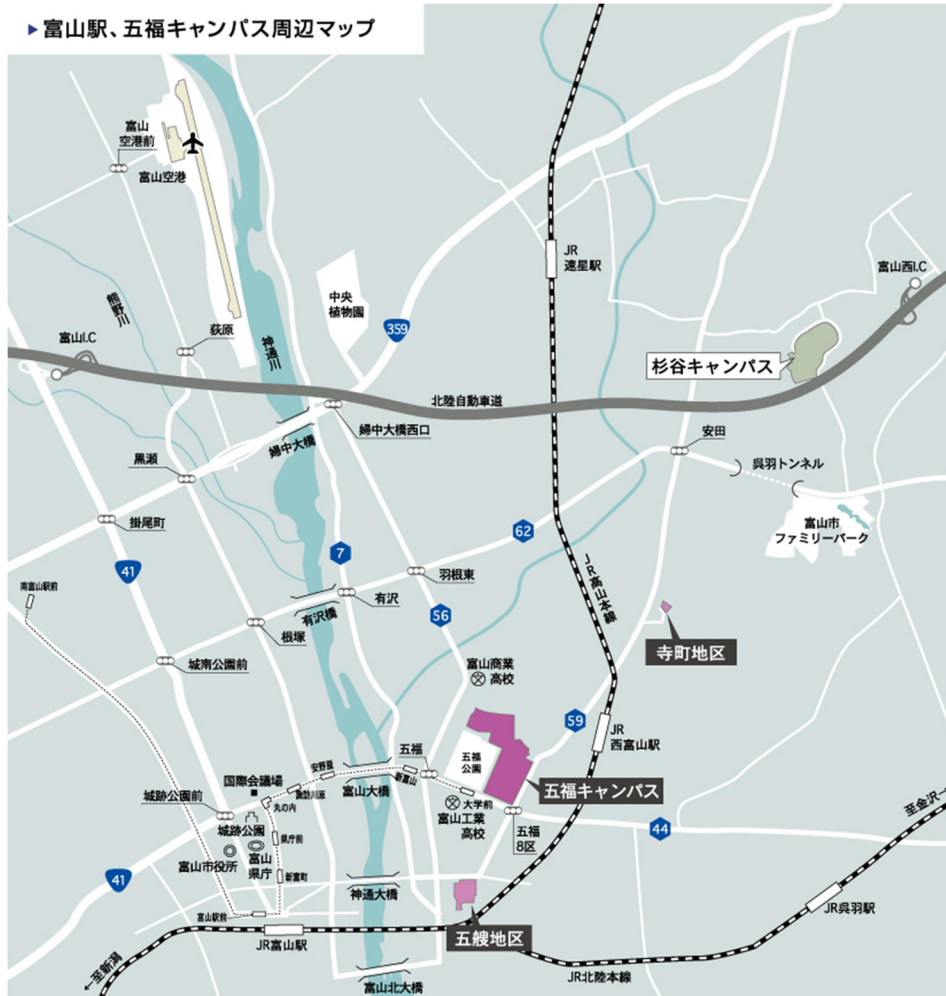 ▶富山駅、五福キャンパス周辺マップ
富山
空港前
富山空港
熊野川
富山I.C
荻原
神通川
中央
植物園
359
JR
速星駅
富山西I.C
杉谷キャンパス
北陸自動車道
婦中大橋
婦中大橋西口
安田
呉羽トンネル
黒瀬
掛尾町
富山市
ファミリーパーク
62
7
41
羽根東
JR高山本線
南富山駅前
有沢
有沢橋
56
根塚
寺町地区
城南公園前
富山商業
高校
59
JR
西富山駅
五福
五福
公園
五福キャンパス
安野屋
新富山
富山大橋
国際会議場
諏訪川原
丸の内
大学前
富山工業
高校
城跡公園前
城跡公園
五福
8区
44
至金沢→
県庁前
富山市役所
富山
県庁
新富町
41
神通大橋
富山駅前
JR富山駅
五艘地区
JR呉羽駅
←至新潟
富山北大橋
JR北陸本線